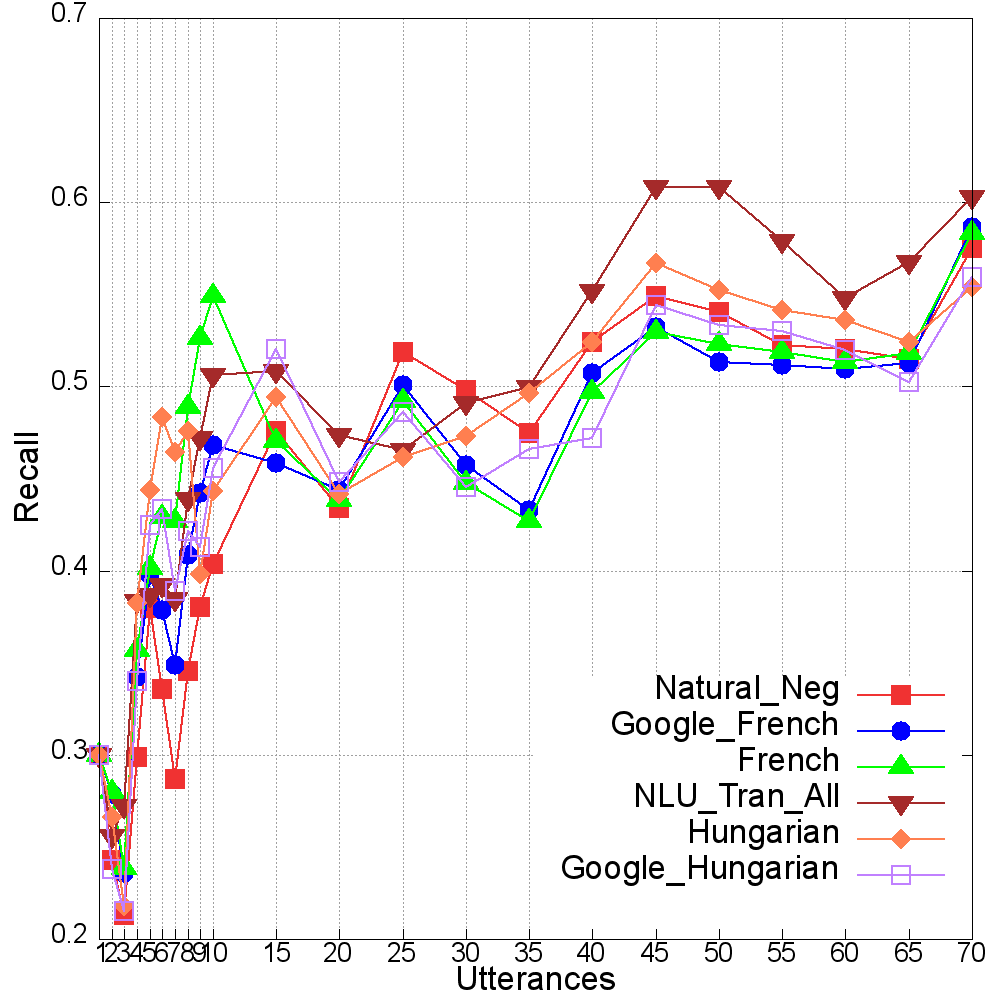 0.7
0.6
0.5
0.4
0.3
0.2
Recall
1 2 3 4 5 6 7 8 9 10 15 20 25 30 35 40 45 50 55 60 65 70
Utterances
Natural_Neg
Google_French
French
NLU_Tran_All
Hungarian
Google_Hungarian